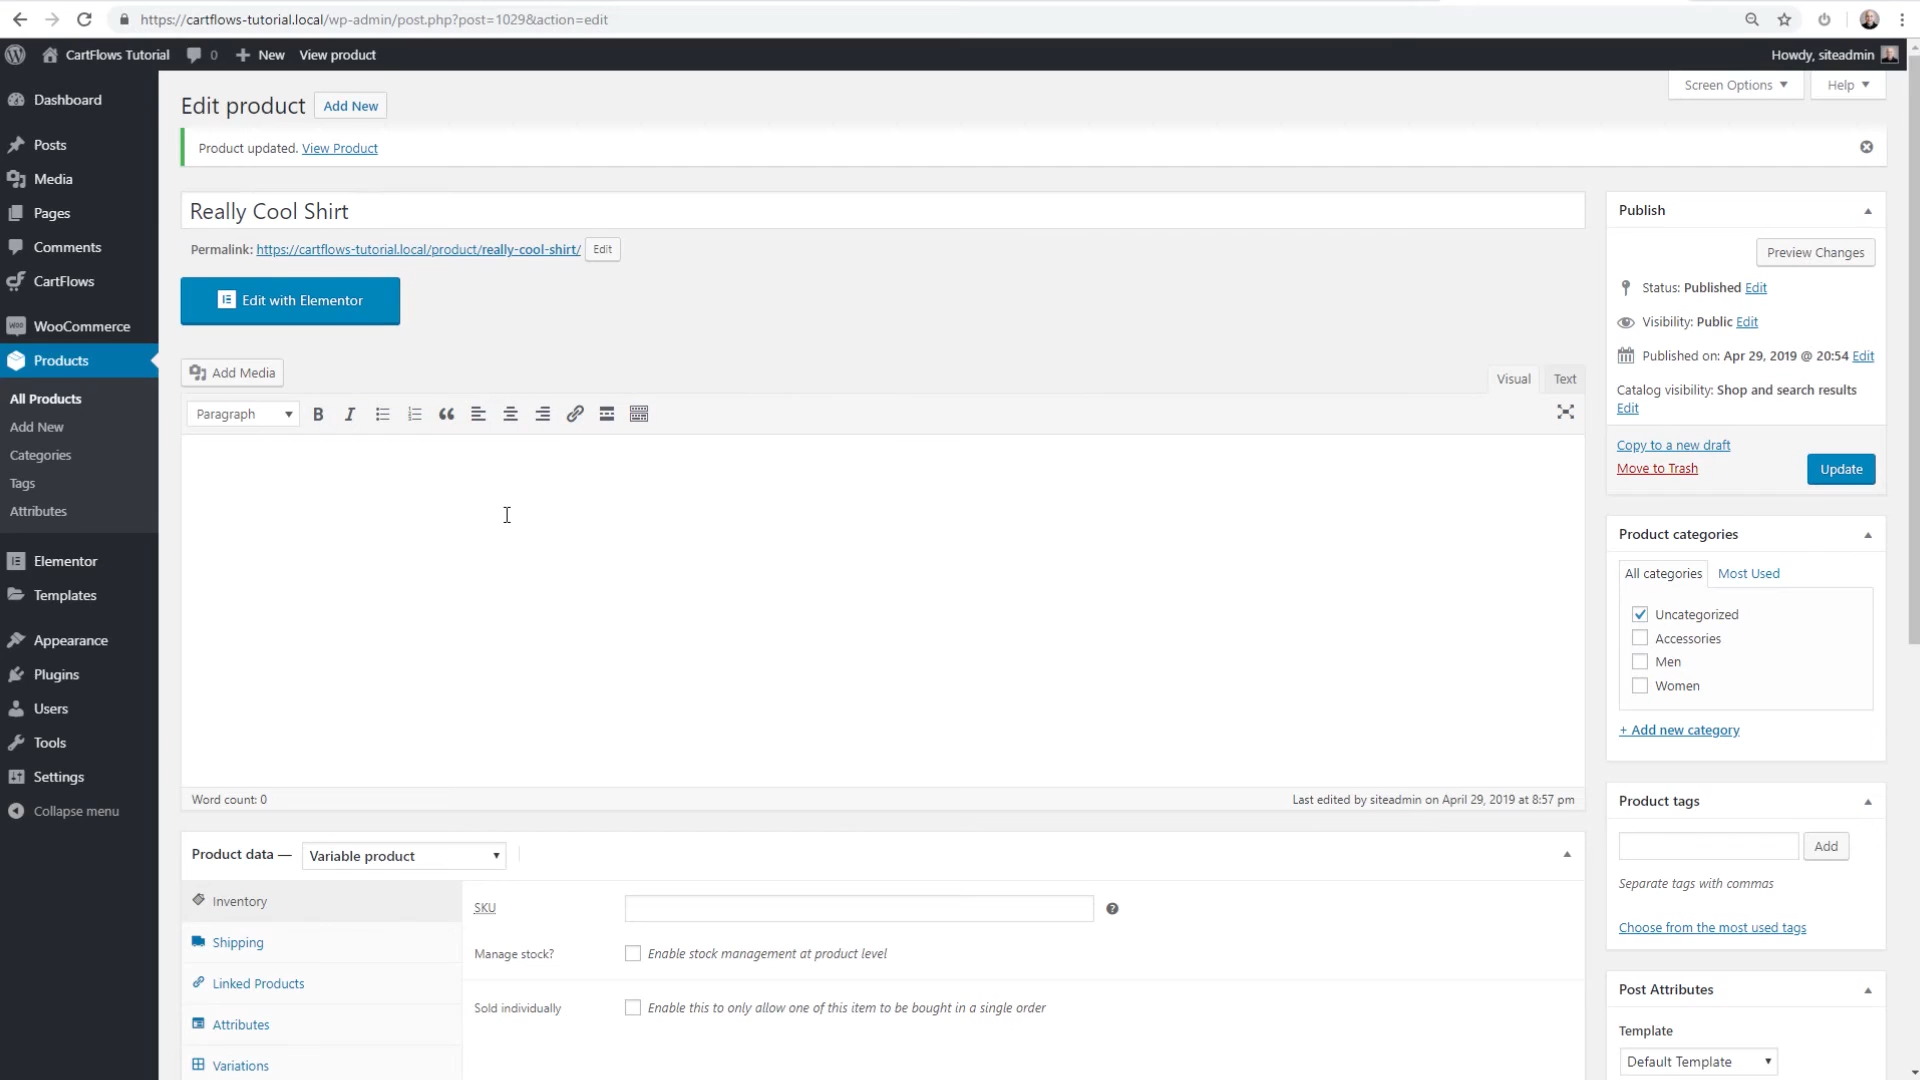 https://cartflows-tutorial.local/wp-admin/post.php?post=1029&action=edit
CartFlows Tutorial
0
New
View product
Howdy, siteadmin
Dashboard
Posts
Media
Pages
Comments
CartFlows
WooCommerce
Products
All Products
Add New
Categories
Tags
Attributes
Elementor
Templates
Appearance
Plugins
Users
Tools
Settings
Collapse menu
Screen Options
Help
Edit product
Add New
Product updated. View Product
Really Cool Shirt
Permalink: https://cartflows-tutorial.local/product/really-cool-shirt/ Edit
Edit with Elementor
Add Media
Visual
Text
Paragraph
Word count: 0
Last edited by siteadmin on April 29, 2019 at 8:57 pm
Product data —
Variable product
Inventory
Shipping
Linked Products
Attributes
Variations
SKU
Manage stock?
Enable stock management at product level
Sold individually
Enable this to only allow one of this item to be bought in a single order
Publish
Preview Changes
Status: Published Edit
Visibility: Public Edit
Published on: Apr 29, 2019 @ 20:54 Edit
Catalog visibility: Shop and search results
Edit
Copy to a new draft
Move to Trash
Update
Product categories
All categories
Most Used
Uncategorized
Accessories
Men
Women
+ Add new category
Product tags
Add
Separate tags with commas
Choose from the most used tags
Post Attributes
Template
Default Template